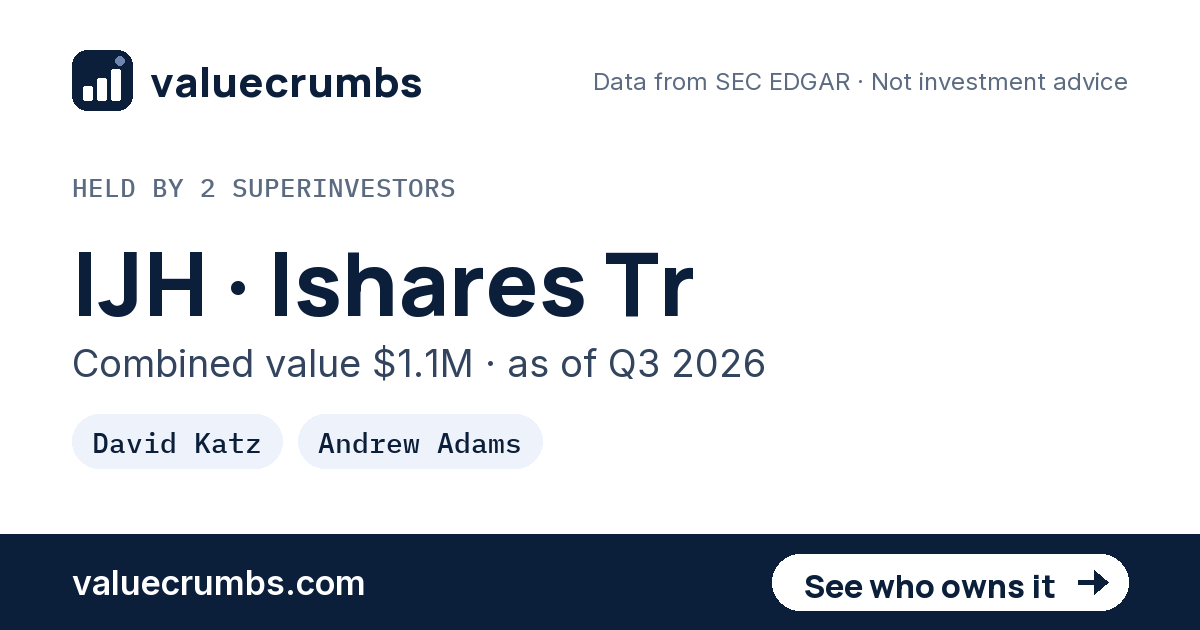 valuecrumbs
Data from SEC EDGAR · Not investment advice
HELD BY 2 SUPERINVESTORS
IJH · Ishares Tr
Combined value $1.1M · as of Q3 2026
David Katz
Andrew Adams
valuecrumbs.com
See who owns it →